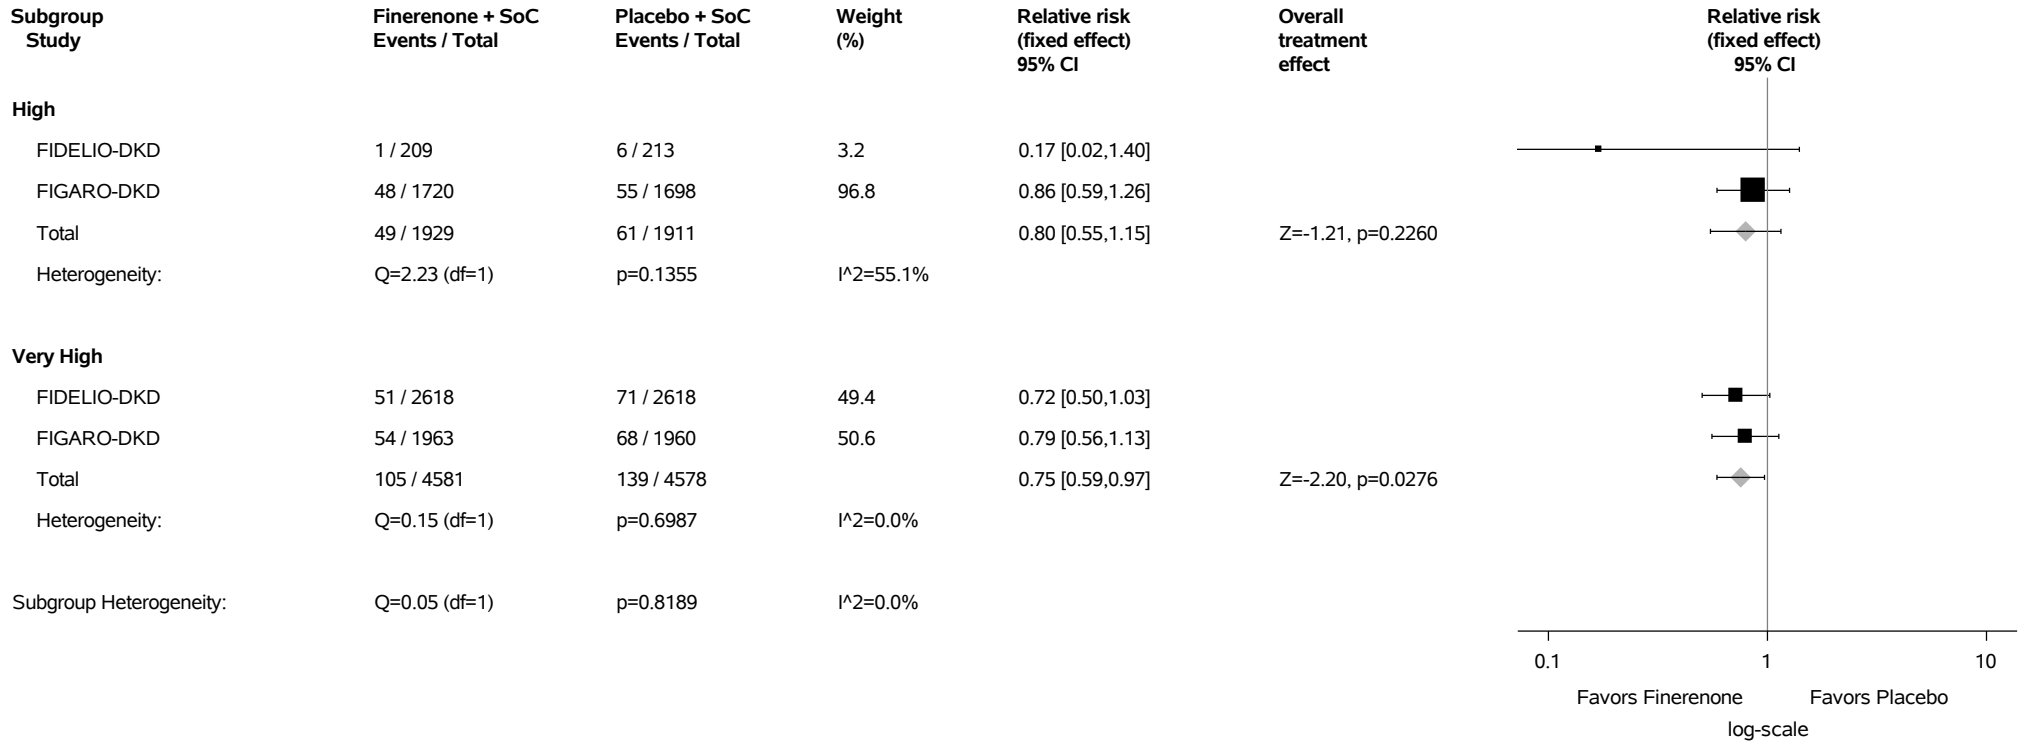 Subgroup Finerenone + SoC Placebo + SoC Weight Relative risk Overall Relative risk
Study Events / Total Events / Total (%) (fixed effect) treatment (fixed effect)
95% CI effect 95% CI
High
FIDELIO-DKD 1 / 209 6 / 213 3.2 0.17 [0.02,1.40]
FIGARO-DKD 48 / 1720 55 / 1698 96.8 0.86 [0.59,1.26]
Total 49 / 1929 61 / 1911 0.80 [0.55,1.15] Z=-1.21, p=0.2260
Heterogeneity: Q=2.23 (df=1) p=0.1355 I^2=55.1%
Very High
FIDELIO-DKD 51 / 2618 71 / 2618 49.4 0.72 [0.50,1.03]
FIGARO-DKD 54 / 1963 68 / 1960 50.6 0.79 [0.56,1.13]
Total 105 / 4581 139 / 4578 0.75 [0.59,0.97] Z=-2.20, p=0.0276
Heterogeneity: Q=0.15 (df=1) p=0.6987 I^2=0.0%
Subgroup Heterogeneity: Q=0.05 (df=1) p=0.8189 I^2=0.0%
0.1 1 10
Favors Finerenone Favors Placebo
log-scale